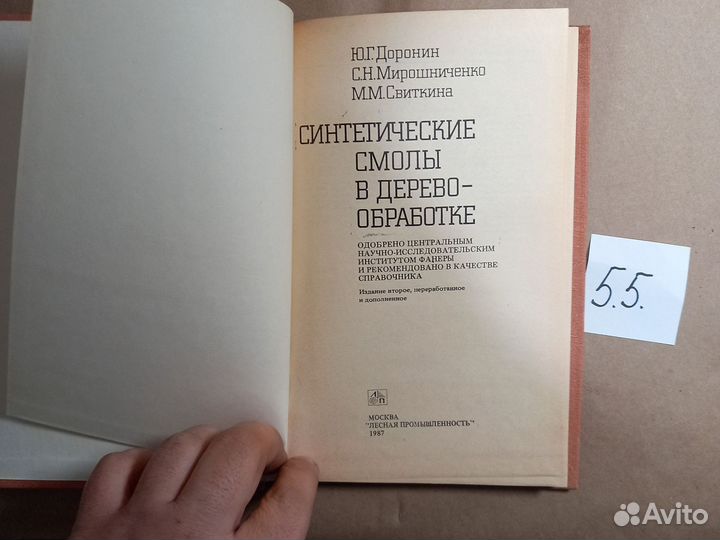 Ю.Г.Доронин
С.Н.Мирошниченко
М.М.Свиткина
СИНТЕТИЧЕСКИЕ
СМОЛЫ
В ДЕРЕВО-
ОБРАБОТКЕ
ОДОБРЕНО ЦЕНТРАЛЬНЫМ
НАУЧНО-ИССЛЕДОВАТЕЛЬСКИМ
ИНСТИТУТОМ ФАНЕРЫ
И РЕКОМЕНДОВАНО В КАЧЕСТВЕ
СПРАВОЧНИКА
Издание второе, переработанное
и дополненное
ЛП
МОСКВА
"ЛЕСНАЯ ПРОМЫШЛЕННОСТЬ"
1987
5.5.
Avito